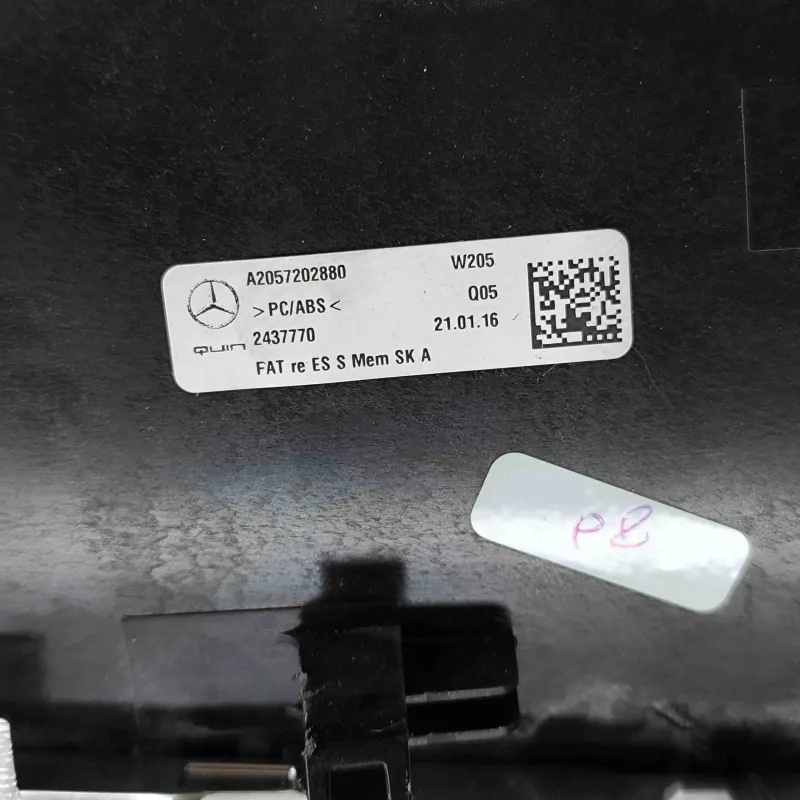 A2057202880 W205
>PC/ABS< Q05
QUIN 2437770 21.01.16
FAT re ES S Mem SK A
P8